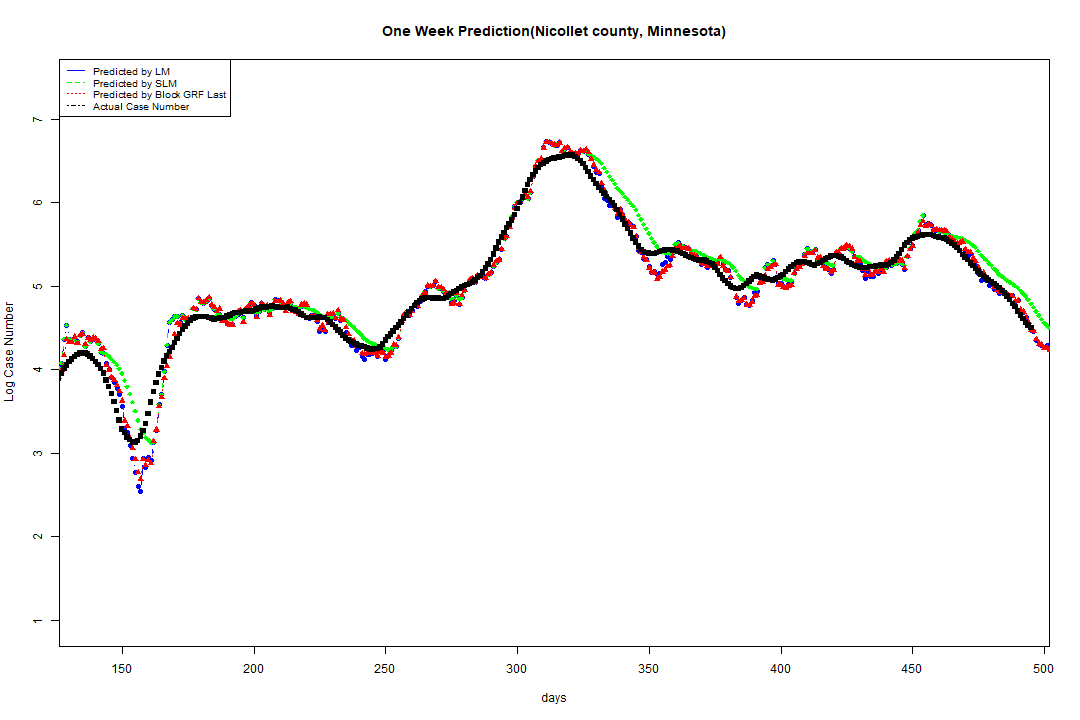 One Week Prediction(Nicollet county, Minnesota)
Predicted by LM
Predicted by SLM
Predicted by Block GRF Last
Actual Case Number
7
6
5
4
3
2
1
Log Case Number
150 200 250 300 350 400 450 500
days